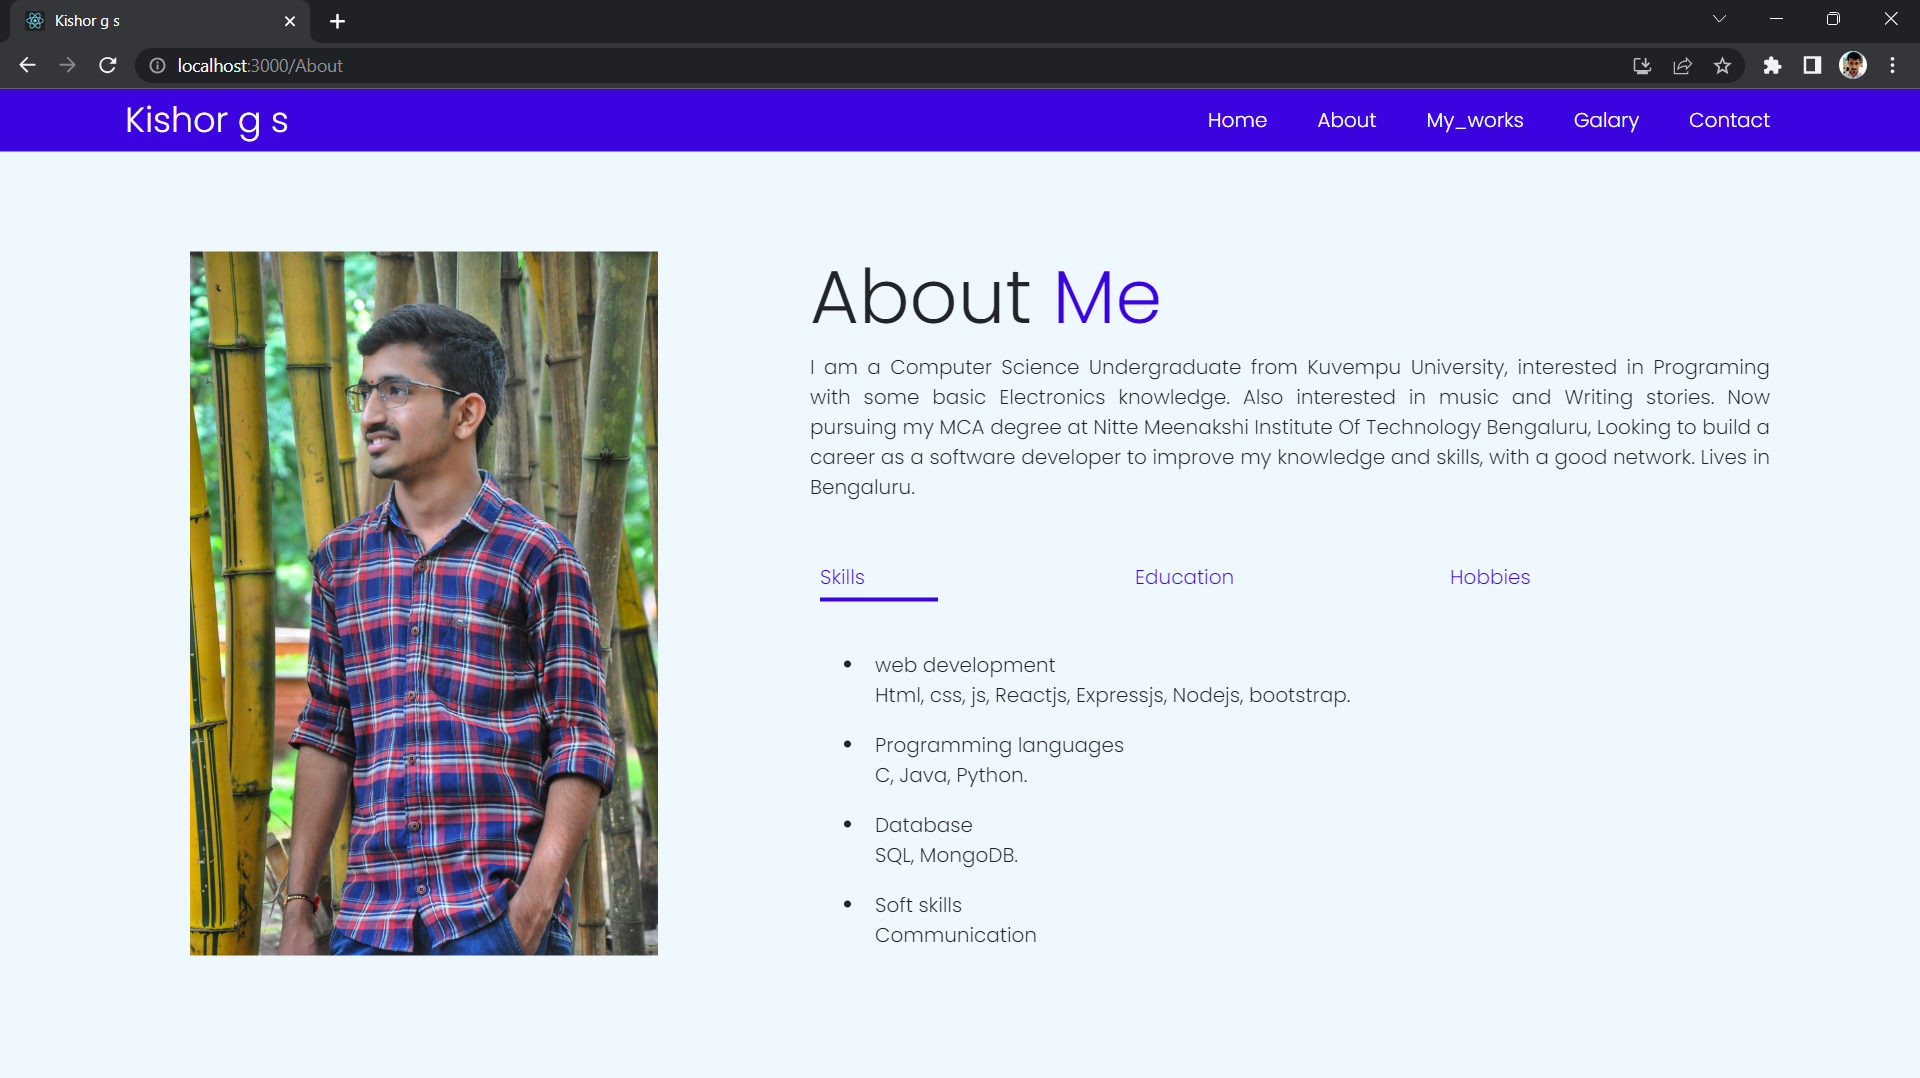 Kishor g s
localhost:3000/About
Kishor g s
Home About My_works Galary Contact
About Me
I am a Computer Science Undergraduate from Kuvempu University, interested in Programing
with some basic Electronics knowledge. Also interested in music and Writing stories. Now
pursuing my MCA degree at Nitte Meenakshi Institute Of Technology Bengaluru, Looking to build a
career as a software developer to improve my knowledge and skills, with a good network. Lives in
Bengaluru.
Skills Education Hobbies
web development
Html, css, js, Reactjs, Expressjs, Nodejs, bootstrap.
Programming languages
C, Java, Python.
Database
SQL, MongoDB.
Soft skills
Communication